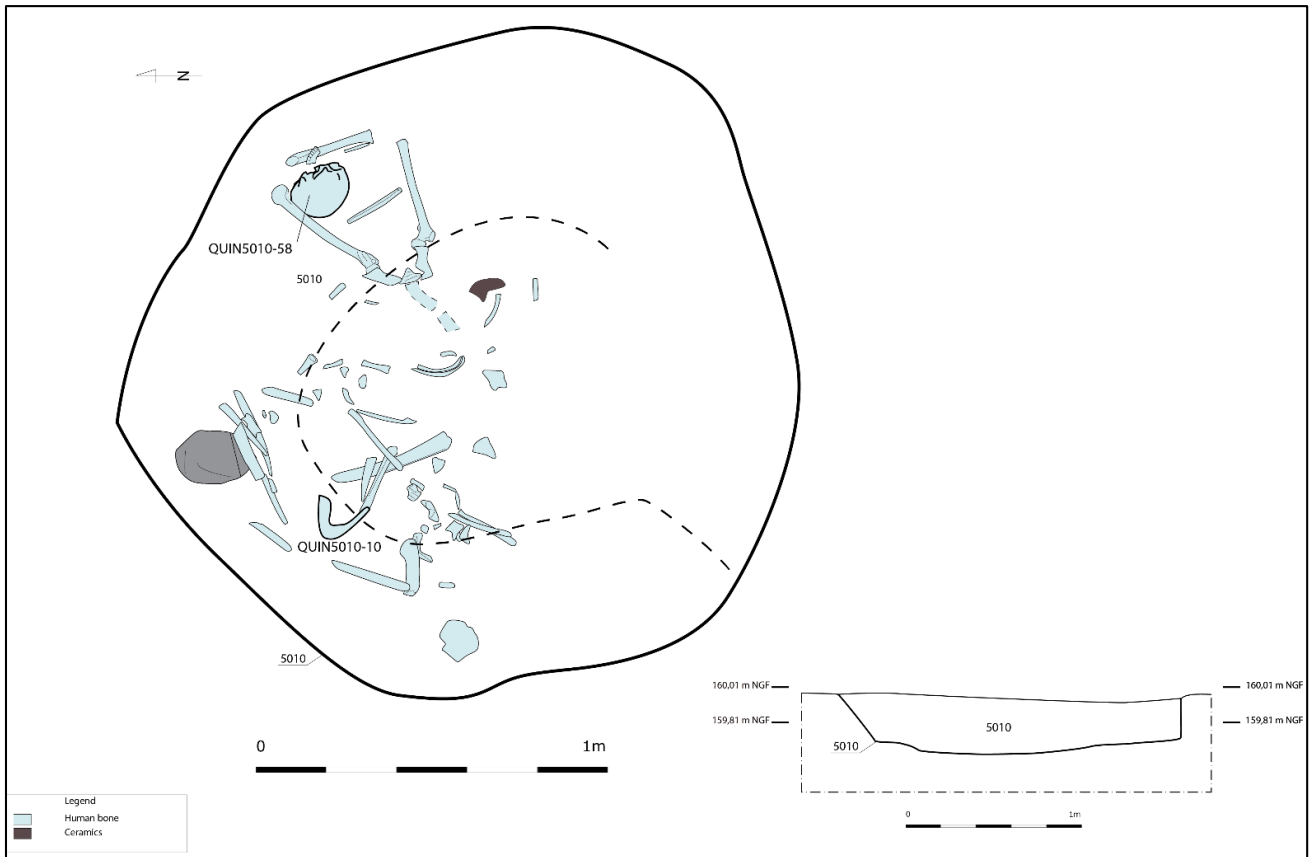 N
QUIN5010-58
5010
QUIN5010-10
5010
0 1m
160,01 m NGF 160,01 m NGF
159,81 m NGF 159,81 m NGF
5010
5010
0 1m
Legend
Human bone
Ceramics